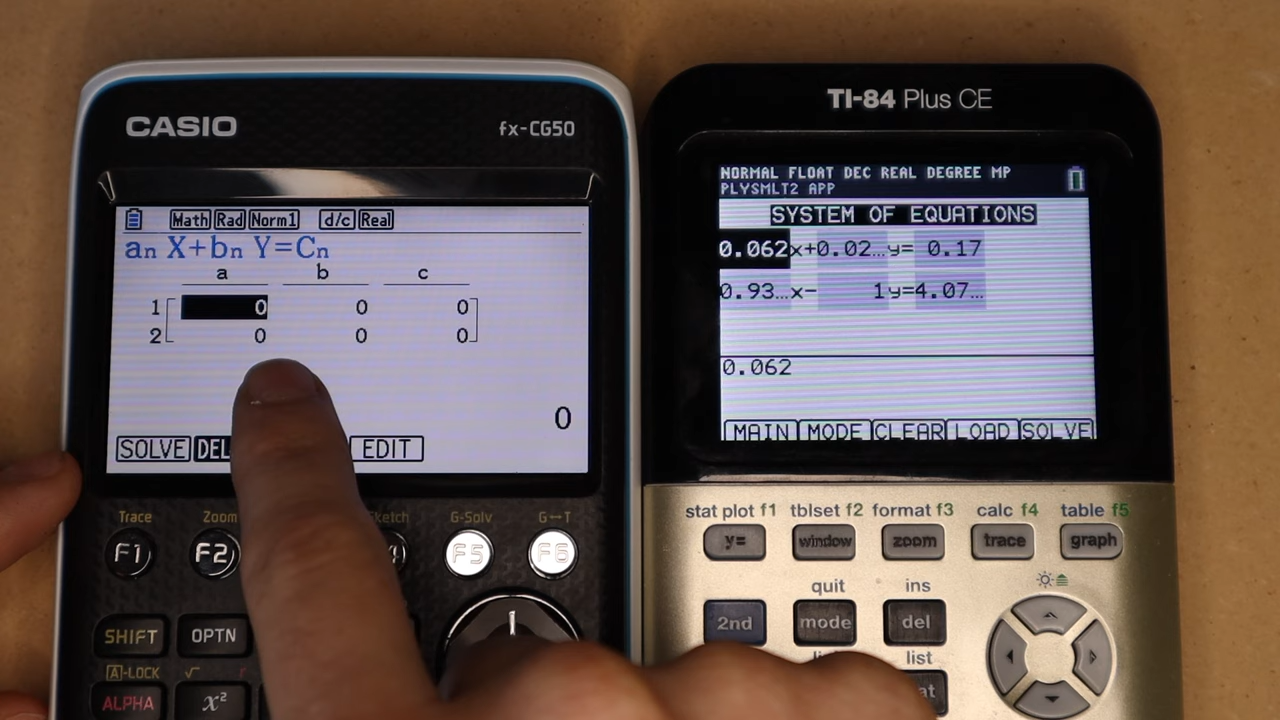 CASIO
fx-CG50
Math Rad Norm1 d/c Real
an X+bn Y=Cn
a b c
1 0 0 0
2 0 0 0
0
SOLVE DEL EDIT
Trace Zoom G-Solv G↔T
F1 F2 F5 F6
SHIFT OPTN
A-LOCK √ r
ALPHA x²
TI-84 Plus CE
NORMAL FLOAT DEC REAL DEGREE MP
PLYSMLT2 APP
SYSTEM OF EQUATIONS
0.062x+0.02…y= 0.17
0.93…x- 1y=4.07…
0.062
MAIN MODE CLEAR LOAD SOLVE
stat plot f1 tblset f2 format f3 calc f4 table f5
y= window zoom trace graph
quit ins
2nd mode del
list